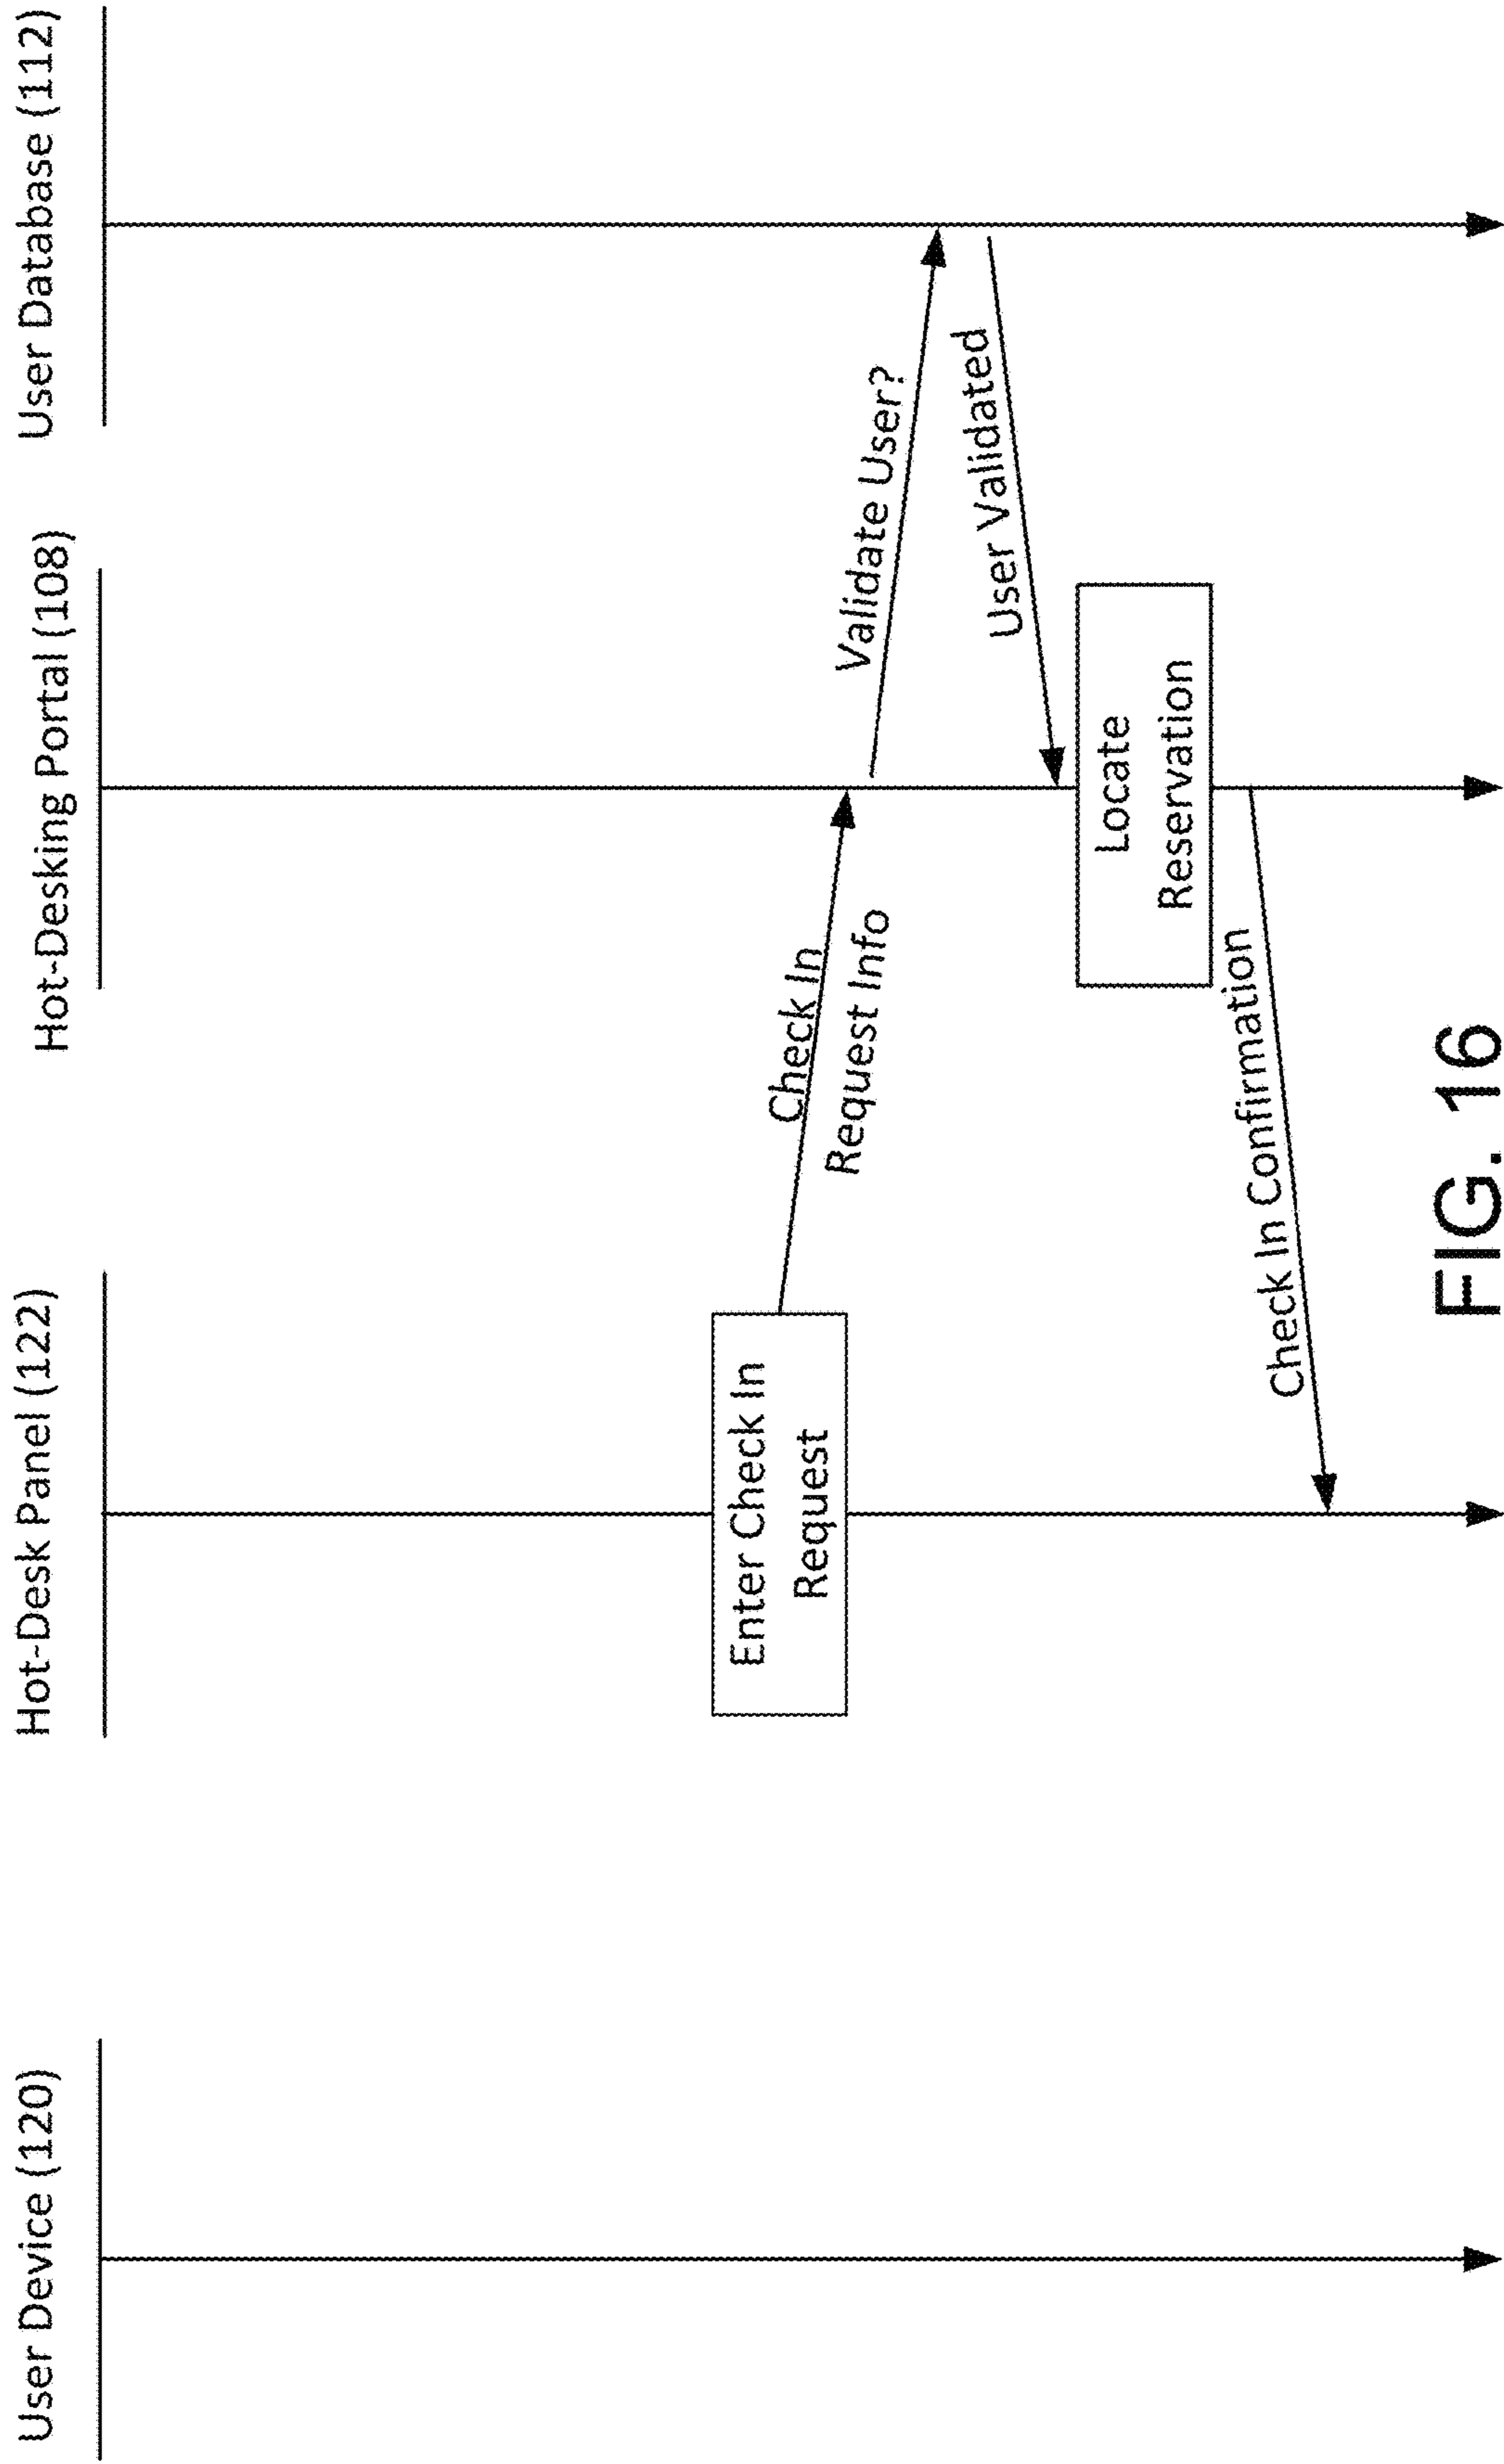 User Device (120)
Hot-Desk Panel (122)
Hot-Desking Portal (108)
User Database (112)
Enter Check In
Request
Check In
Request Info
Validate User?
User Validated
Locate
Reservation
Check In Confirmation
FIG. 16